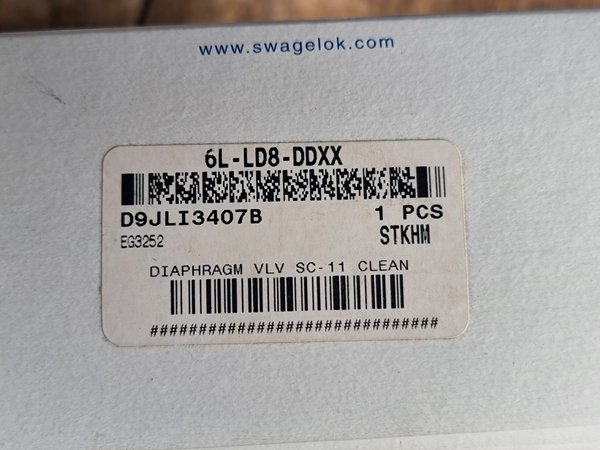 www.swagelok.com
6L-LD8-DDXX
D9JLI3407B 1 PCS
EG3252 STKHM
DIAPHRAGM VLV SC-11 CLEAN
##############################